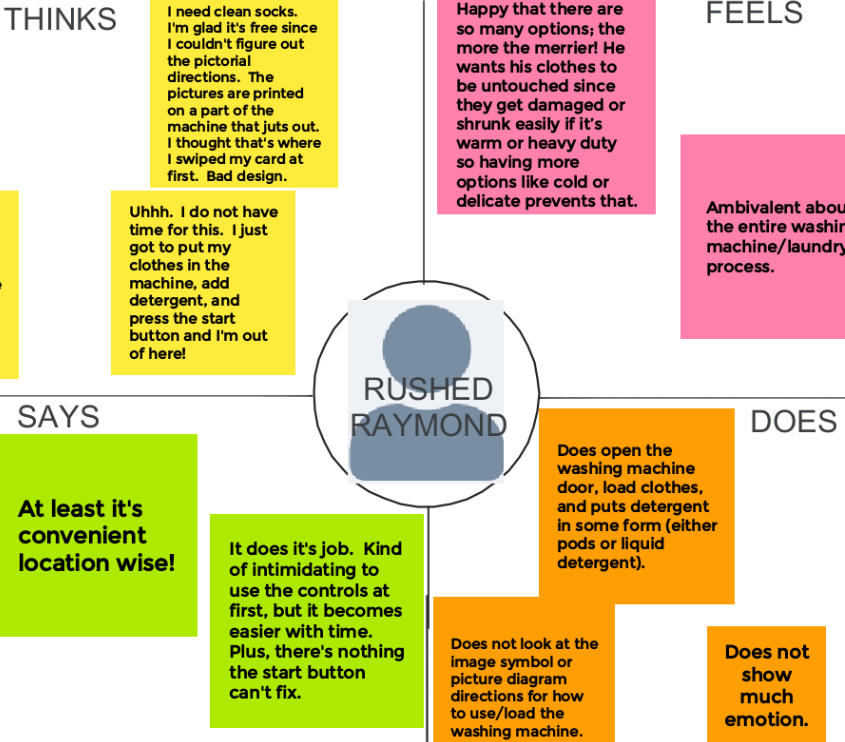 THINKS
I need clean socks.
I'm glad it's free since
I couldn't figure out
the pictorial
directions. The
pictures are printed
on a part of the
machine that juts out.
I thought that's where
I swiped my card at
first. Bad design.
Uhhh. I do not have
time for this. I just
got to put my
clothes in the
machine, add
detergent, and
press the start
button and I'm out
of here!
FEELS
Happy that there are
so many options; the
more the merrier! He
wants his clothes to
be untouched since
they get damaged or
shrunk easily if it's
warm or heavy duty
so having more
options like cold or
delicate prevents that.
Ambivalent abou
the entire washin
machine/laundry
process.
RUSHED
RAYMOND
SAYS
At least it's
convenient
location wise!
It does it's job. Kind
of intimidating to
use the controls at
first, but it becomes
easier with time.
Plus, there's nothing
the start button
can't fix.
DOES
Does open the
washing machine
door, load clothes,
and puts detergent
in some form (either
pods or liquid
detergent).
Does not look at the
image symbol or
picture diagram
directions for how
to use/load the
washing machine.
Does not
show
much
emotion.